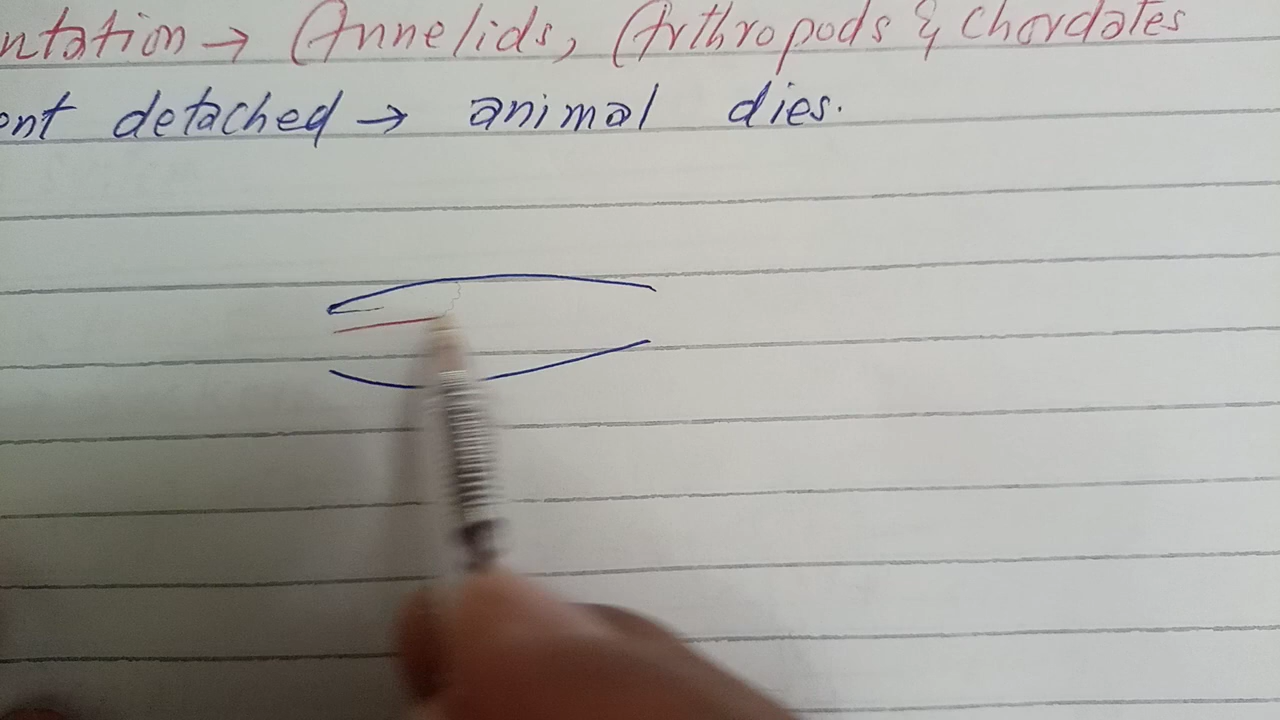 ntation → Annelids, Arthropods & Chordates
ent detached → animal dies.